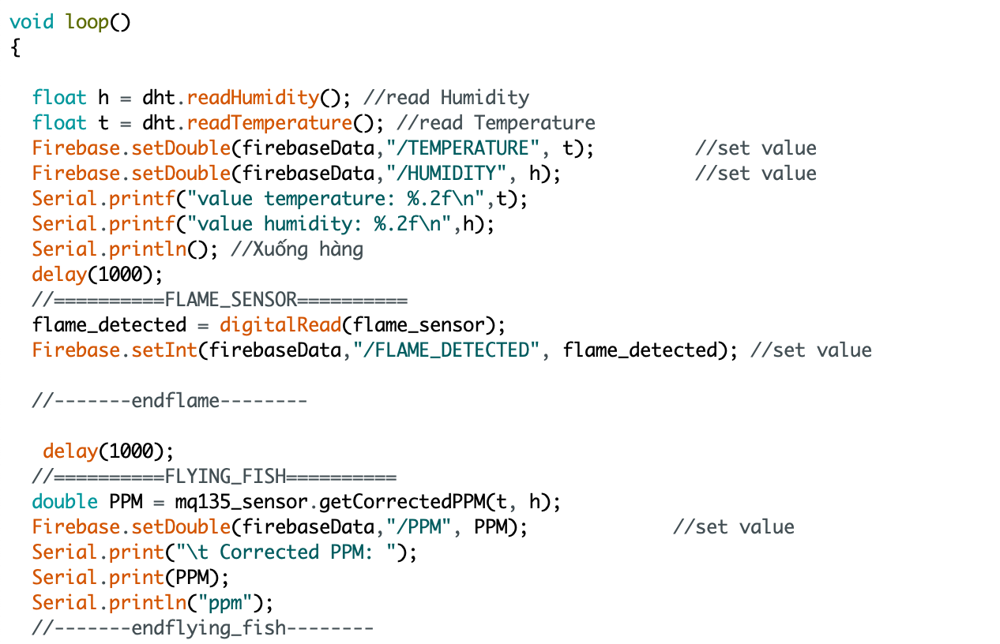 void loop()
{
float h = dht.readHumidity(); //read Humidity
float t = dht.readTemperature(); //read Temperature
Firebase.setDouble(firebaseData,"/TEMPERATURE", t); //set value
Firebase.setDouble(firebaseData,"/HUMIDITY", h); //set value
Serial.printf("value temperature: %.2f\n",t);
Serial.printf("value humidity: %.2f\n",h);
Serial.println(); //Xuống hàng
delay(1000);
//==========FLAME_SENSOR==========
flame_detected = digitalRead(flame_sensor);
Firebase.setInt(firebaseData,"/FLAME_DETECTED", flame_detected); //set value
//-------endflame--------
delay(1000);
//==========FLYING_FISH==========
double PPM = mq135_sensor.getCorrectedPPM(t, h);
Firebase.setDouble(firebaseData,"/PPM", PPM); //set value
Serial.print("\t Corrected PPM: ");
Serial.print(PPM);
Serial.println("ppm");
//-------endflying_fish--------